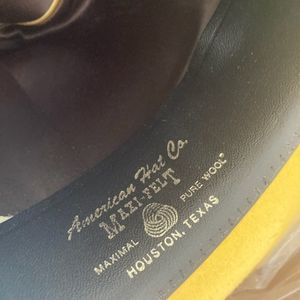 American Hat Co.
MAXI-FELT
MAXIMAL PURE WOOL
HOUSTON, TEXAS